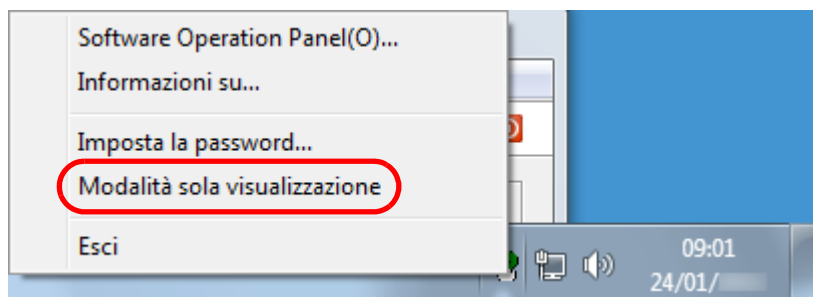 Software Operation Panel(O)...
Informazioni su...
Imposta la password...
Modalità sola visualizzazione
Esci
09:01
24/01/